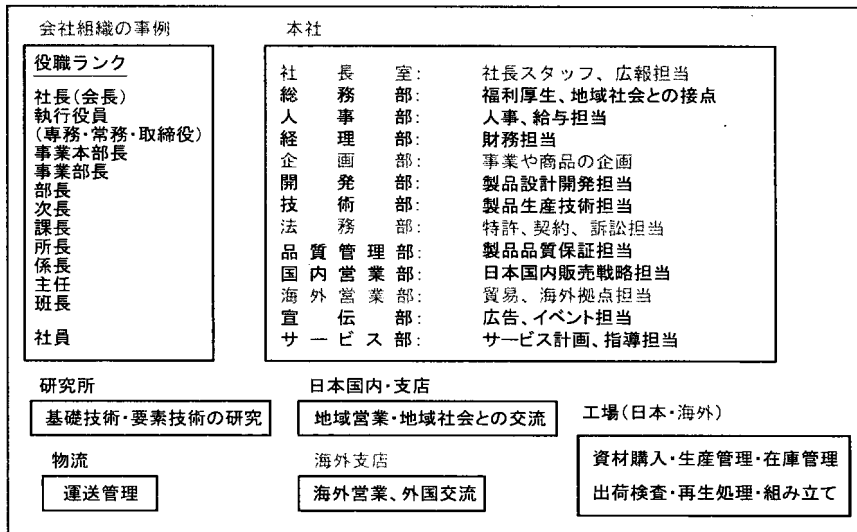 会社組織の事例
役職ランク
社長(会長)
執行役員
(専務・常務・取締役)
事業本部長
事業部長
部長
次長
課長
所長
係長
主任
班長
社員
本社
社長室: 社長スタッフ、広報担当
総務部: 福利厚生、地域社会との接点
人事部: 人事、給与担当
経理部: 財務担当
企画部: 事業や商品の企画
開発部: 製品設計開発担当
技術部: 製品生産技術担当
法務部: 特許、契約、訴訟担当
品質管理部: 製品品質保証担当
国内営業部: 日本国内販売戦略担当
海外営業部: 貿易、海外拠点担当
宣伝部: 広告、イベント担当
サービス部: サービス計画、指導担当
研究所
基礎技術・要素技術の研究
日本国内・支店
地域営業・地域社会との交流
物流
運送管理
海外支店
海外営業、外国交流
工場(日本・海外)
資材購入・生産管理・在庫管理
出荷検査・再生処理・組み立て